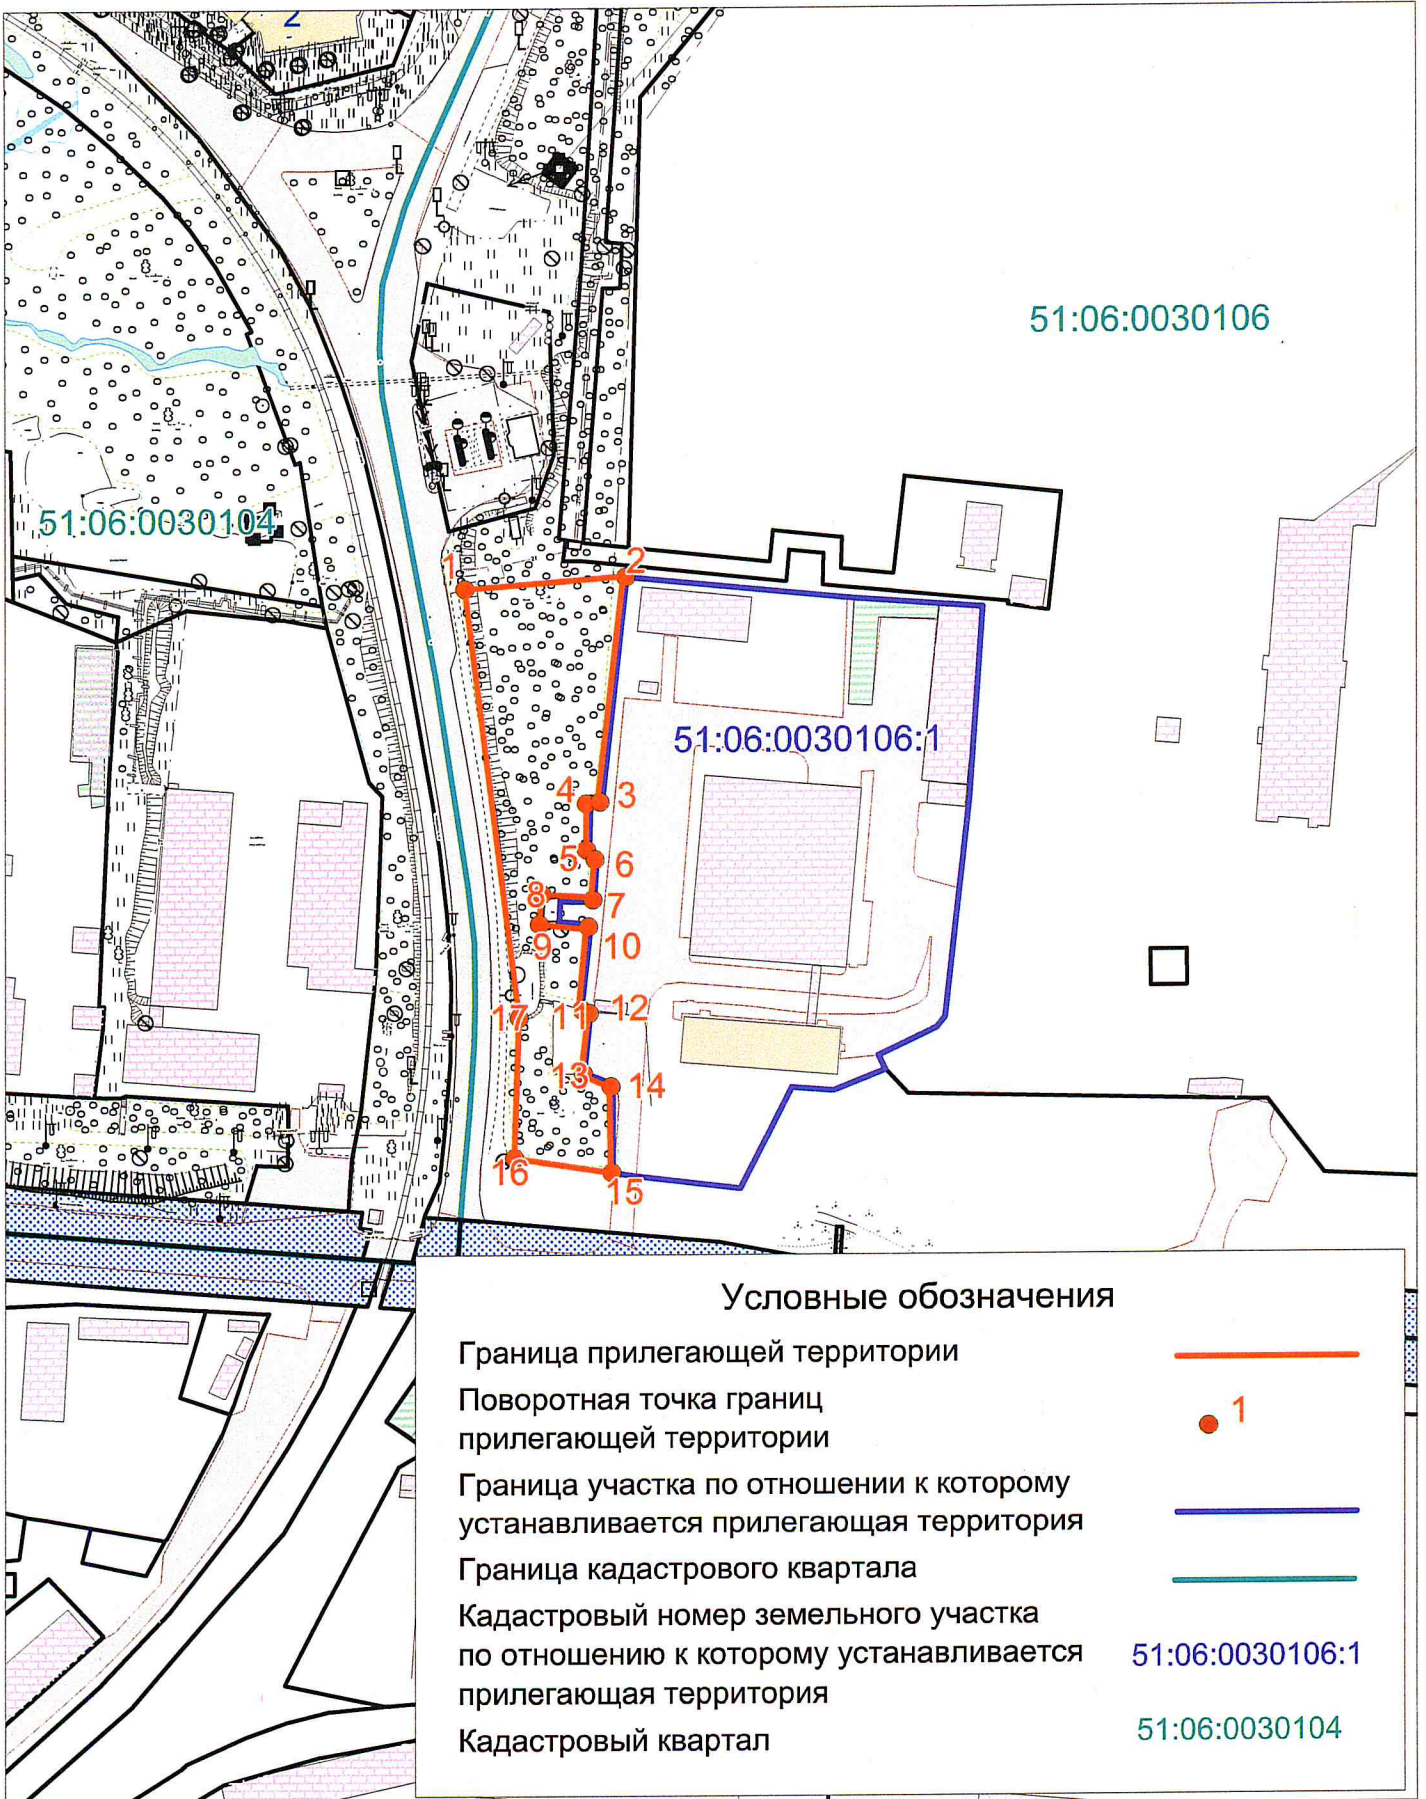 2
51:06:0030106
51:06:0030104
1
2
51:06:0030106:1
4
3
5
6
8
7
9
10
17
11
12
13
14
16
15
Условные обозначения
Граница прилегающей территории
Поворотная точка границ
прилегающей территории
1
Граница участка по отношении к которому
устанавливается прилегающая территория
Граница кадастрового квартала
Кадастровый номер земельного участка
по отношению к которому устанавливается
прилегающая территория
51:06:0030106:1
Кадастровый квартал
51:06:0030104